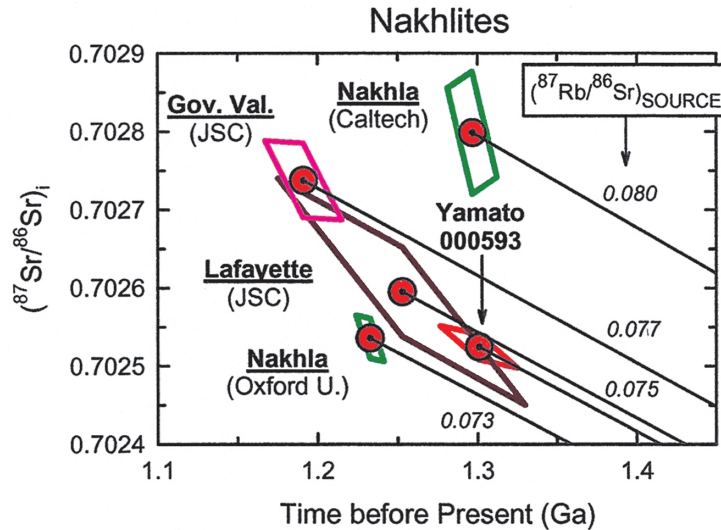 Nakhlites
0.7029
0.7028
0.7027
0.7026
0.7025
0.7024
(⁸⁷Sr/⁸⁶Sr)ᵢ
Gov. Val.
(JSC)
Nakhla
(Caltech)
(⁸⁷Rb/⁸⁶Sr)SOURCE
0.080
Yamato
000593
Lafayette
(JSC)
0.077
0.075
Nakhla
(Oxford U.)
0.073
1.1 1.2 1.3 1.4
Time before Present (Ga)